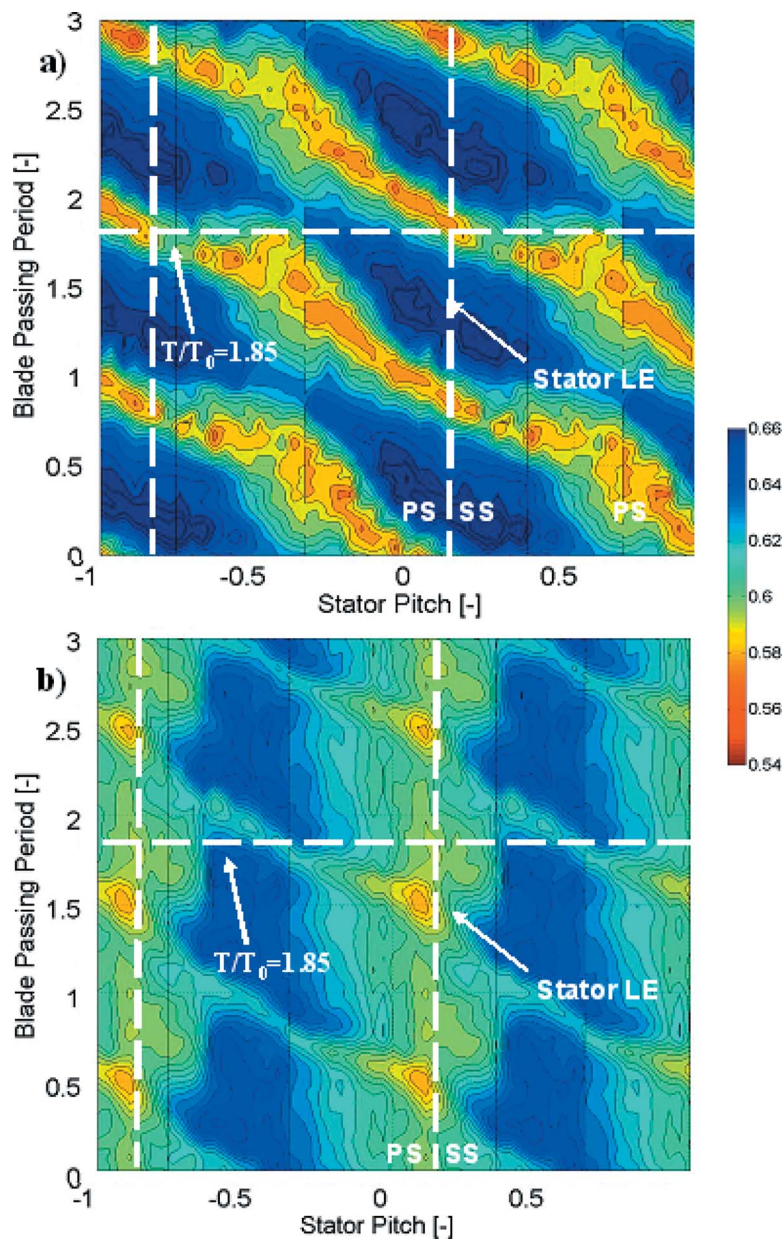 a)
Blade Passing Period [-]
3
2.5
2
1.5
1
0.5
0
T/T0=1.85
Stator LE
PS SS
PS
-1
-0.5
0
0.5
Stator Pitch [-]
0.66
0.64
0.62
0.6
0.58
0.56
0.54
b)
Blade Passing Period [-]
3
2.5
2
1.5
1
0.5
0
T/T0=1.85
Stator LE
PS SS
-1
-0.5
0
0.5
Stator Pitch [-]